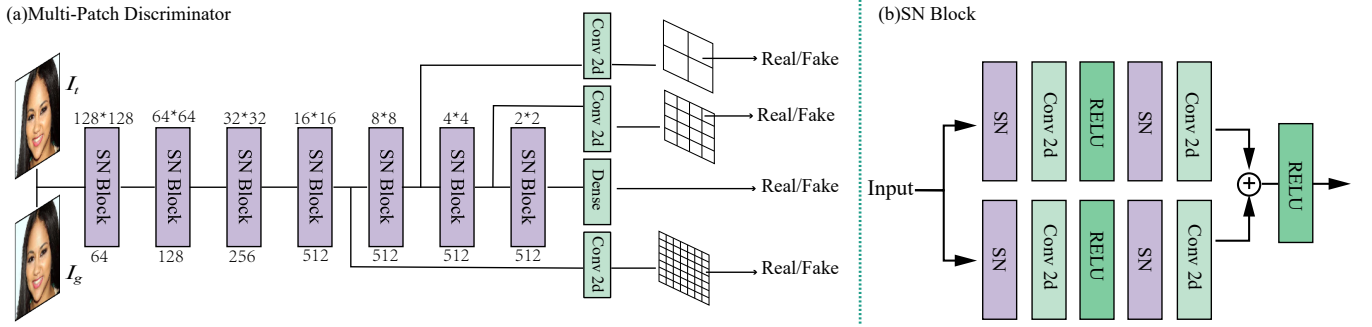 (a)Multi-Patch Discriminator
I_t
I_g
128*128
64*64
32*32
16*16
8*8
4*4
2*2
SN Block
SN Block
SN Block
SN Block
SN Block
SN Block
SN Block
64
128
256
512
512
512
512
Conv 2d
Real/Fake
Conv 2d
Real/Fake
Dense
Real/Fake
Conv 2d
Real/Fake
(b)SN Block
Input
SN
Conv 2d
RELU
SN
Conv 2d
SN
Conv 2d
RELU
SN
Conv 2d
+
RELU